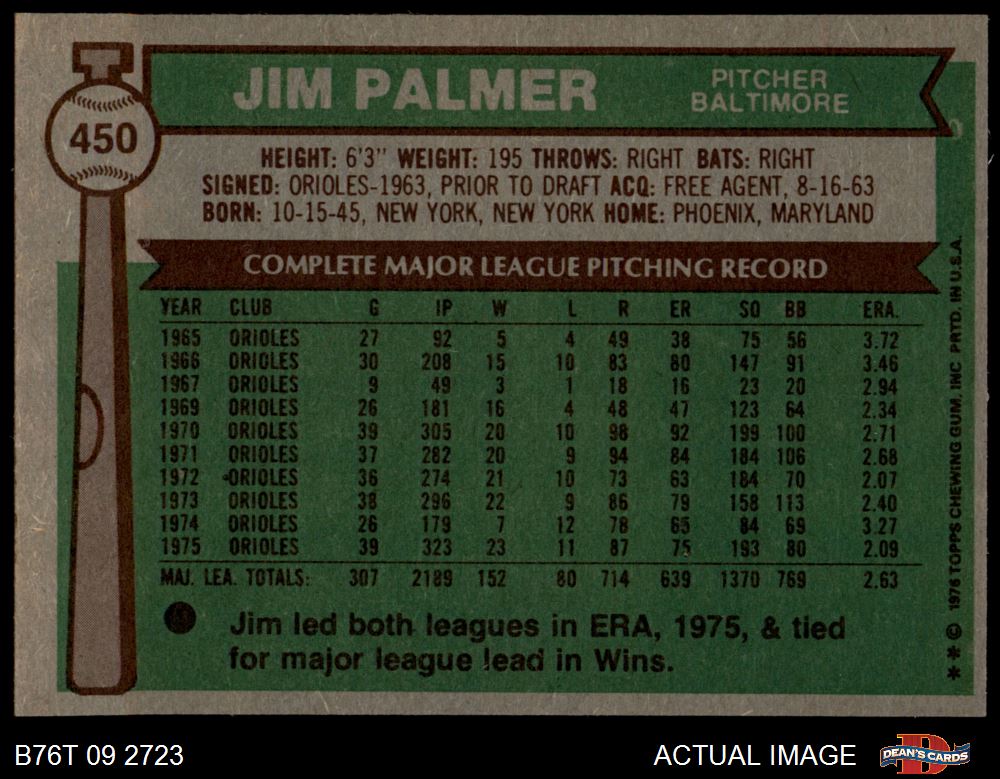 450
JIM PALMER PITCHER
BALTIMORE
HEIGHT: 6'3" WEIGHT: 195 THROWS: RIGHT BATS: RIGHT
SIGNED: ORIOLES-1963, PRIOR TO DRAFT ACQ: FREE AGENT, 8-16-63
BORN: 10-15-45, NEW YORK, NEW YORK HOME: PHOENIX, MARYLAND
COMPLETE MAJOR LEAGUE PITCHING RECORD
YEAR CLUB G IP W L R ER SO BB ERA.
1965 ORIOLES 27 92 5 4 49 38 75 56 3.72
1966 ORIOLES 30 208 15 10 83 80 147 91 3.46
1967 ORIOLES 9 49 3 1 18 16 23 20 2.94
1969 ORIOLES 26 181 16 4 48 47 123 64 2.34
1970 ORIOLES 39 305 20 10 98 92 199 100 2.71
1971 ORIOLES 37 282 20 9 94 84 184 106 2.68
1972 ORIOLES 36 274 21 10 73 63 184 70 2.07
1973 ORIOLES 38 296 22 9 86 79 158 113 2.40
1974 ORIOLES 26 179 7 12 78 65 84 69 3.27
1975 ORIOLES 39 323 23 11 87 75 193 80 2.09
MAJ. LEA. TOTALS: 307 2189 152 80 714 639 1370 769 2.63
Jim led both leagues in ERA, 1975, & tied
for major league lead in Wins.
** © 1976 TOPPS CHEWING GUM, INC PRTD. IN U.S.A.
B76T 09 2723 ACTUAL IMAGE DEAN'S CARDS